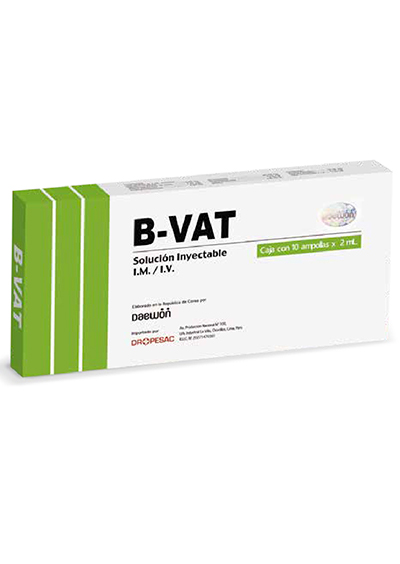 B-VAT
B-VAT
Solución Inyectable
I.M. / I.V.
DAEWON
Caja con 10 ampollas x 2 mL.
Elaborado en la República de Corea por
DAEWON
Importado por
DROPESAC